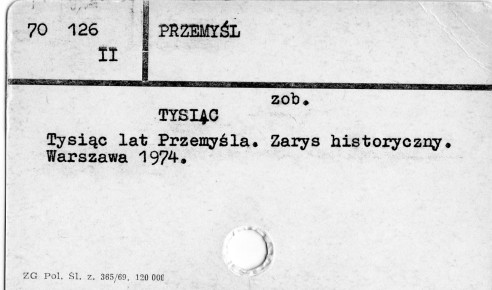 70 126
II
PRZEMYŚL
zob.
TYSIĄC
Tysiąc lat Przemyśla. Zarys historyczny.
Warszawa 1974.
ZG Pol. Śl. z. 365/69, 120 000